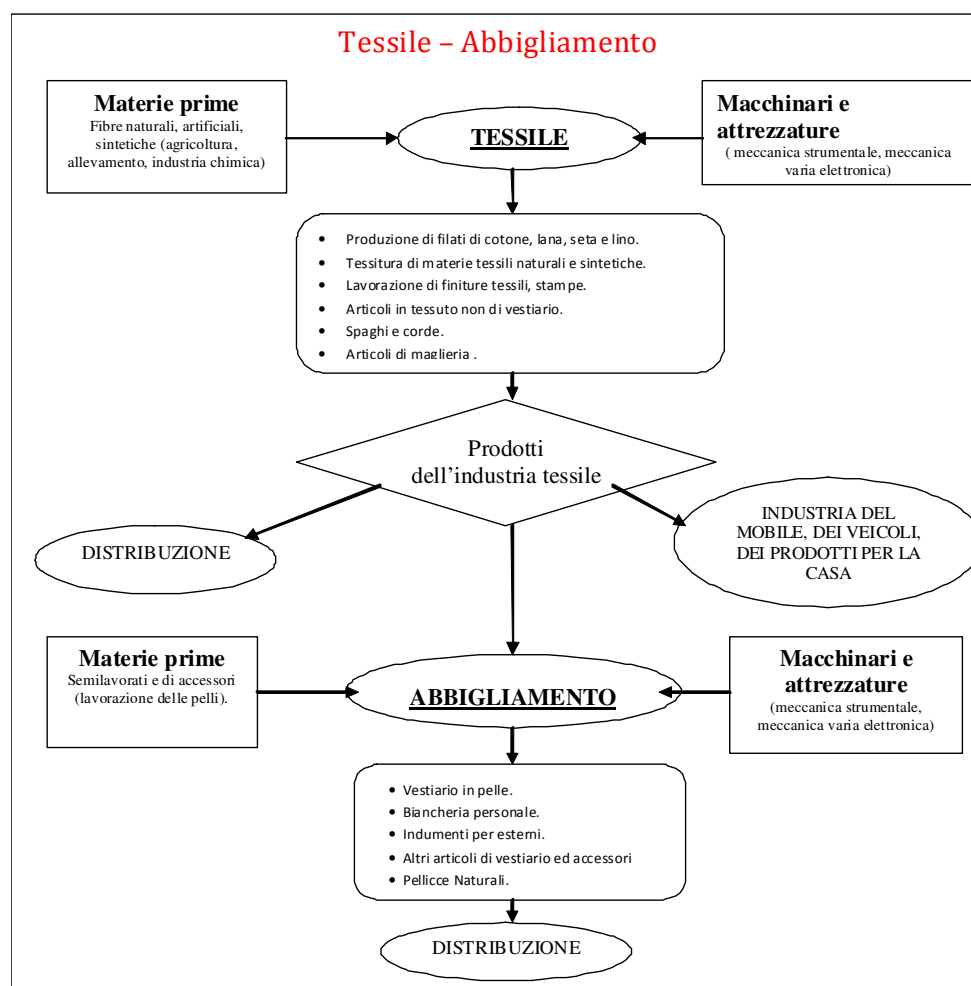 Tessile – Abbigliamento
Materie prime
Fibre naturali, artificiali,
sintetiche (agricoltura,
allevamento, industria chimica)
TESSILE
Macchinari e
attrezzature
( meccanica strumentale, meccanica
varia elettronica)
• Produzione di filati di cotone, lana, seta e lino.
• Tessitura di materie tessili naturali e sintetiche.
• Lavorazione di finiture tessili, stampe.
• Articoli in tessuto non di vestiario.
• Spaghi e corde.
• Articoli di maglieria .
Prodotti
dell’industria tessile
DISTRIBUZIONE
INDUSTRIA DEL
MOBILE, DEI VEICOLI,
DEI PRODOTTI PER LA
CASA
Materie prime
Semilavorati e di accessori
(lavorazione delle pelli).
ABBIGLIAMENTO
Macchinari e
attrezzature
(meccanica strumentale,
meccanica varia elettronica)
• Vestiario in pelle.
• Biancheria personale.
• Indumenti per esterni.
• Altri articoli di vestiario ed accessori
• Pellicce Naturali.
DISTRIBUZIONE